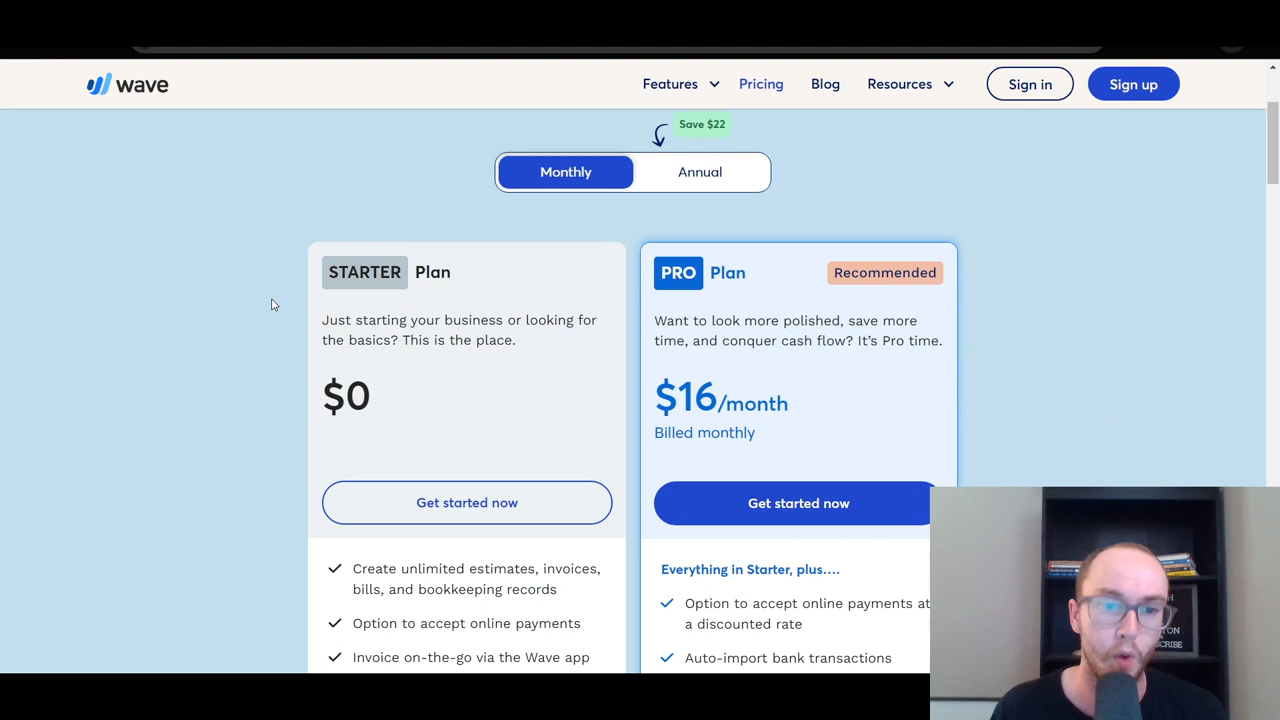 wave
Features
Pricing
Blog
Resources
Sign in
Sign up
Save $22
Monthly
Annual
STARTER Plan
Just starting your business or looking for
the basics? This is the place.
$0
Get started now
Create unlimited estimates, invoices,
bills, and bookkeeping records
Option to accept online payments
Invoice on-the-go via the Wave app
PRO Plan
Recommended
Want to look more polished, save more
time, and conquer cash flow? It’s Pro time.
$16/month
Billed monthly
Get started now
Everything in Starter, plus….
Option to accept online payments at
a discounted rate
Auto-import bank transactions